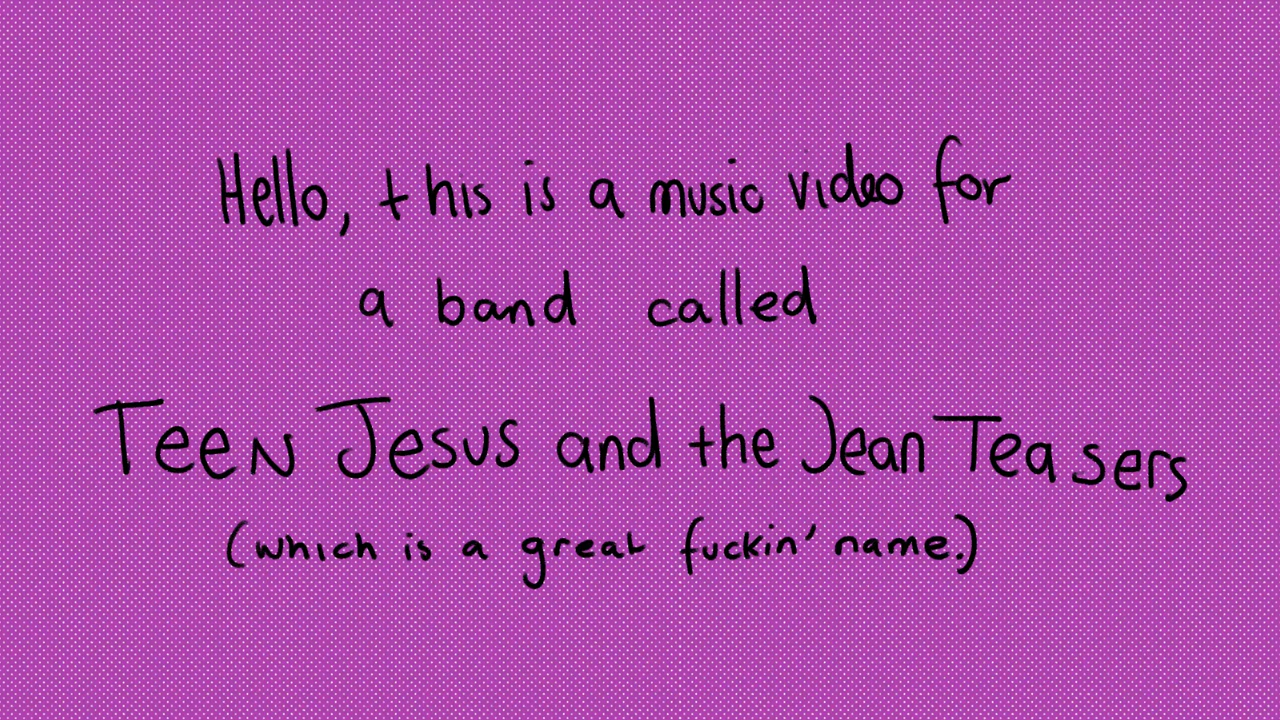 Hello, this is a music video for
a band called
Teen Jesus and the Jean Teasers
(which is a great fuckin' name.)